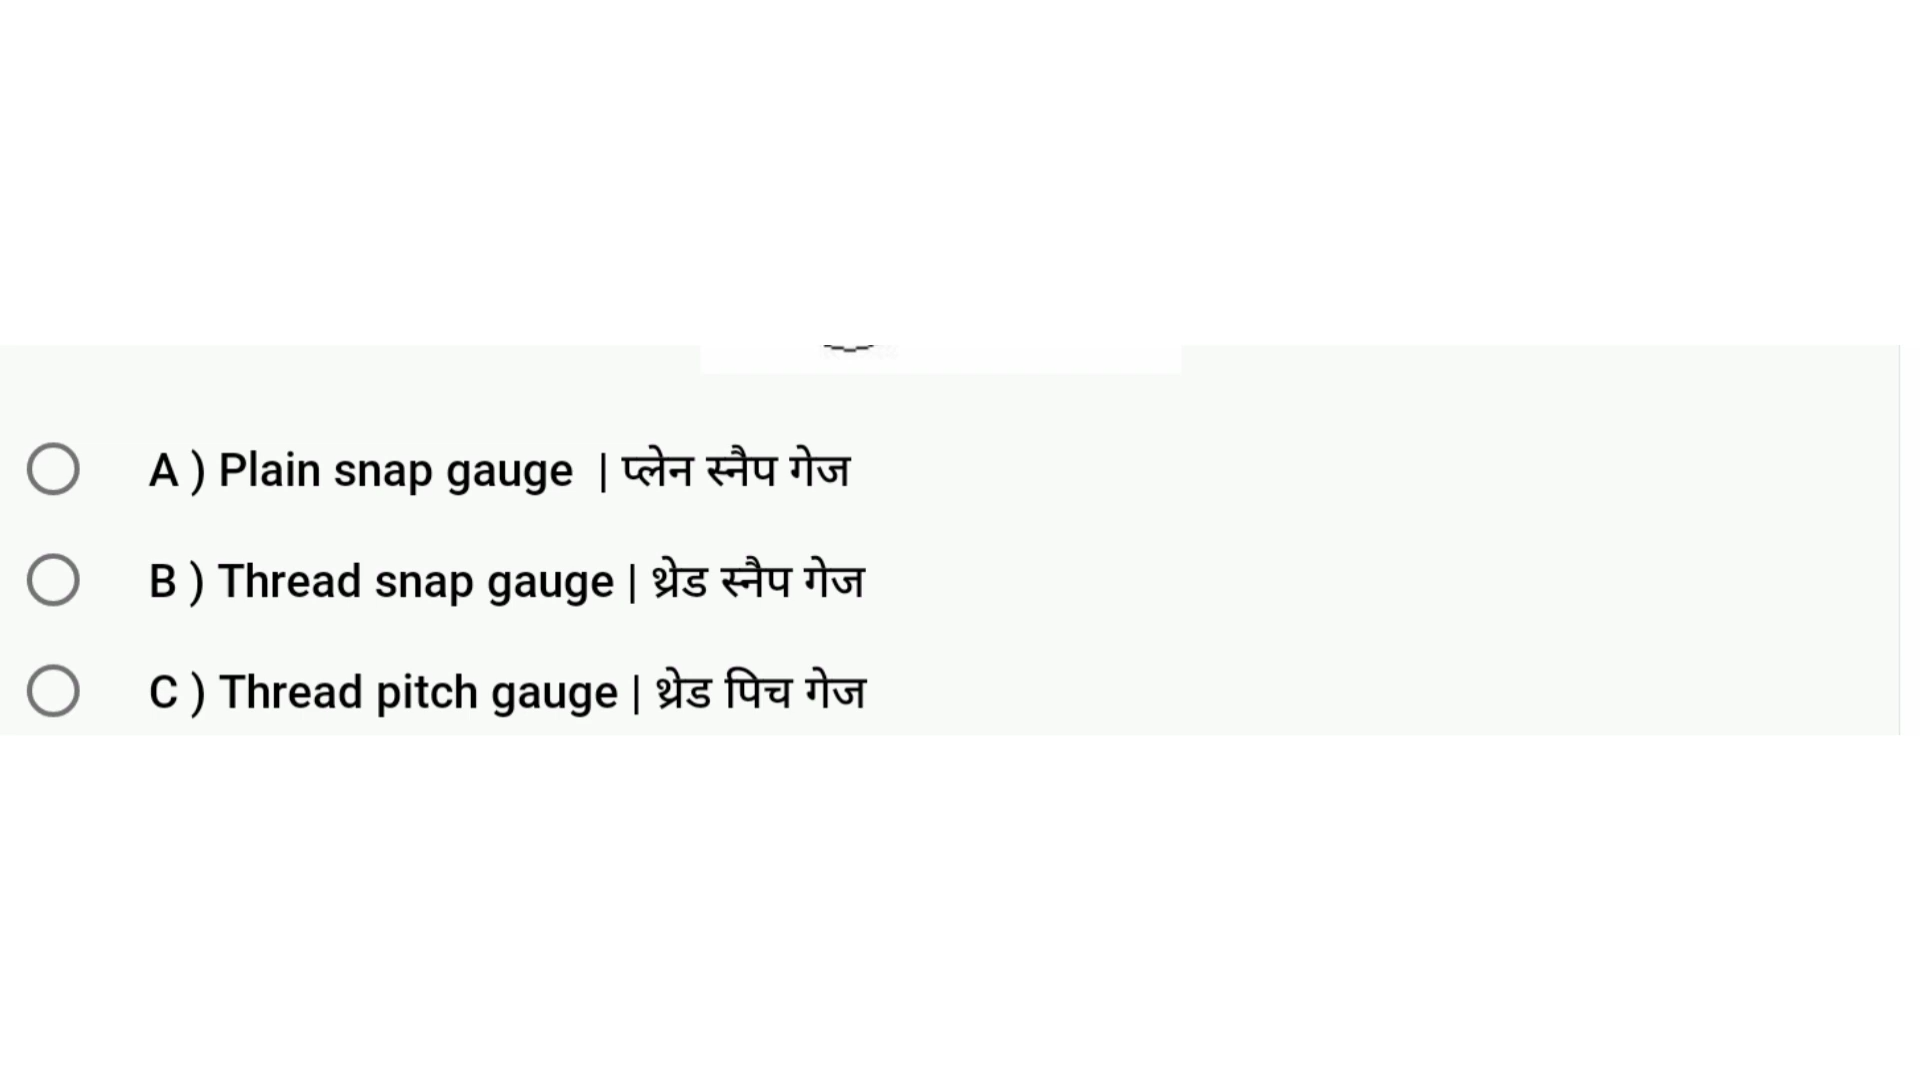 A ) Plain snap gauge | प्लेन स्नैप गेज
B ) Thread snap gauge | थ्रेड स्नैप गेज
C ) Thread pitch gauge | थ्रेड पिच गेज